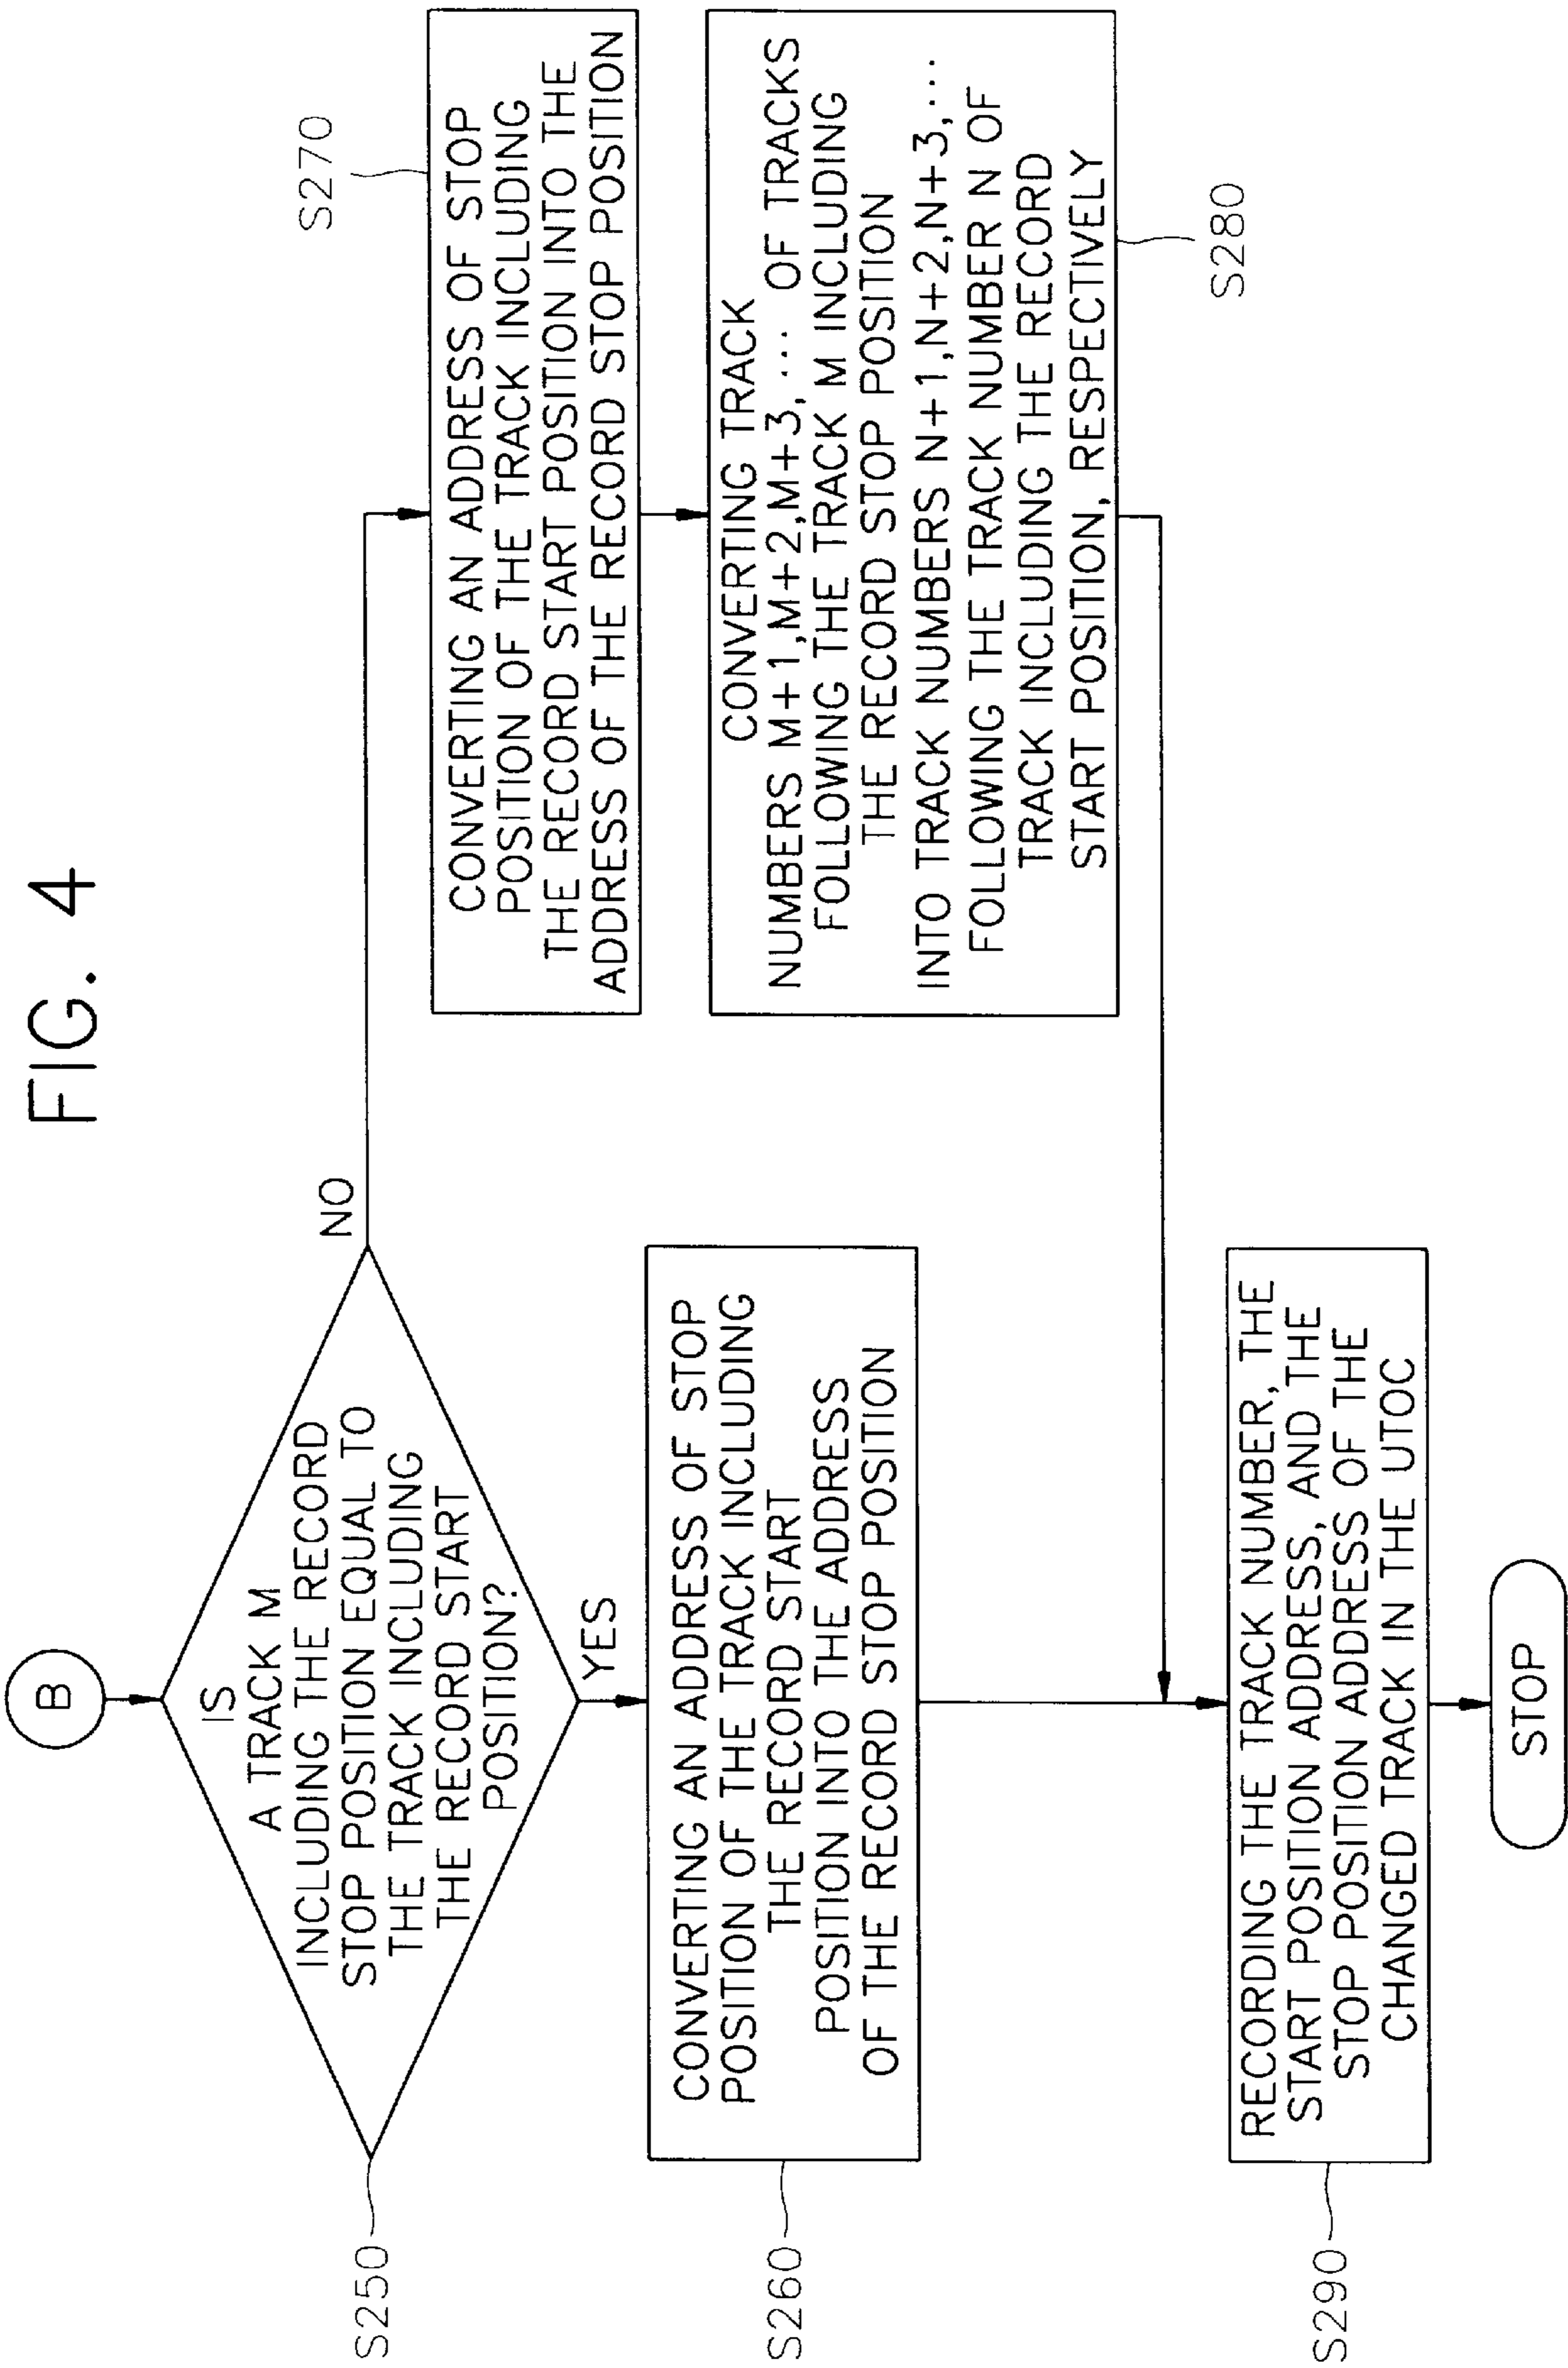 FIG. 4
B
IS
A TRACK M
INCLUDING THE RECORD
STOP POSITION EQUAL TO
THE TRACK INCLUDING
THE RECORD START
POSITION?
S250
NO
YES
CONVERTING AN ADDRESS OF STOP
POSITION OF THE TRACK INCLUDING
THE RECORD START
POSITION INTO THE ADDRESS
OF THE RECORD STOP POSITION
S260
S270
CONVERTING AN ADDRESS OF STOP
POSITION OF THE TRACK INCLUDING
THE RECORD START POSITION INTO THE
ADDRESS OF THE RECORD STOP POSITION
CONVERTING TRACK
NUMBERS M+1,M+2,M+3, ... OF TRACKS
FOLLOWING THE TRACK M INCLUDING
THE RECORD STOP POSITION
INTO TRACK NUMBERS N+1,N+2,N+3,...
FOLLOWING THE TRACK NUMBER N OF
TRACK INCLUDING THE RECORD
START POSITION, RESPECTIVELY
S280
RECORDING THE TRACK NUMBER, THE
START POSITION ADDRESS, AND THE
STOP POSITION ADDRESS OF THE
CHANGED TRACK IN THE UTOC
S290
STOP